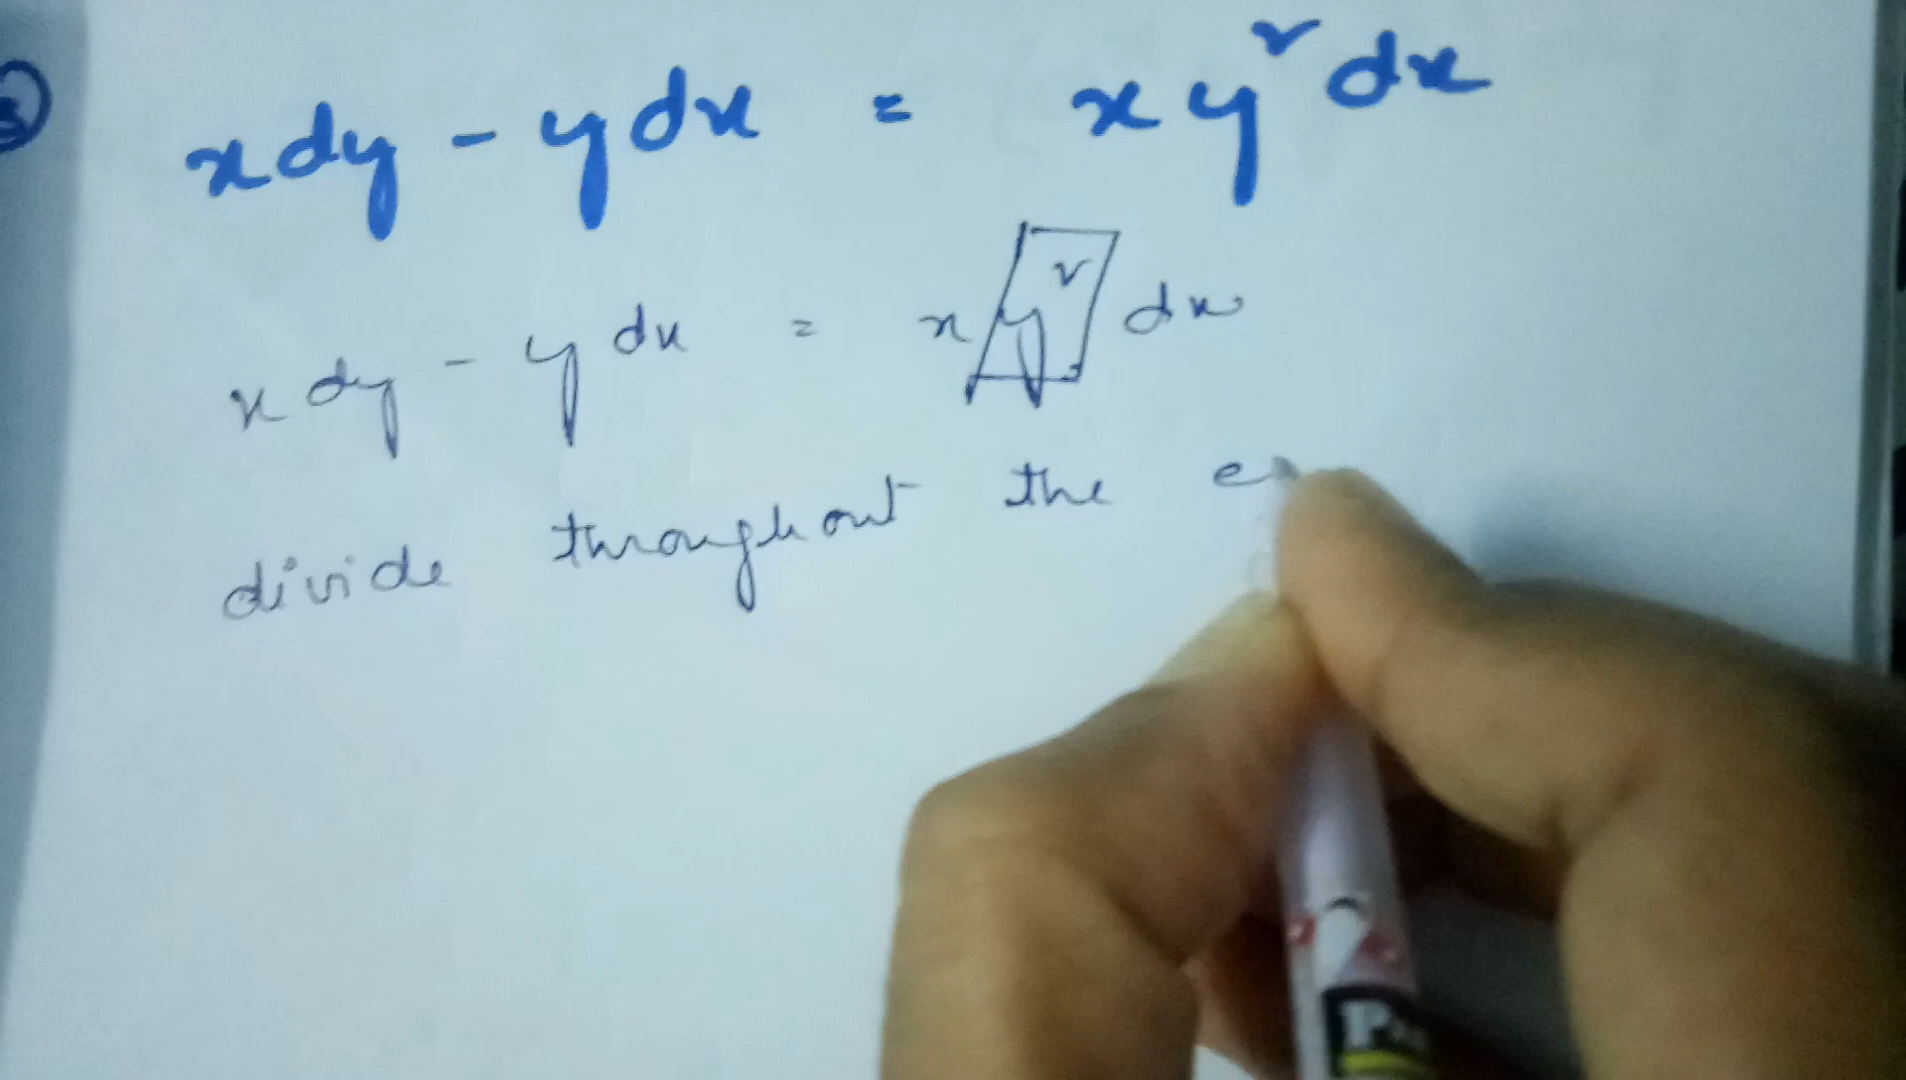 xdy - ydx = xy²dx
xdy - ydx = xy²dx
divide throughout the